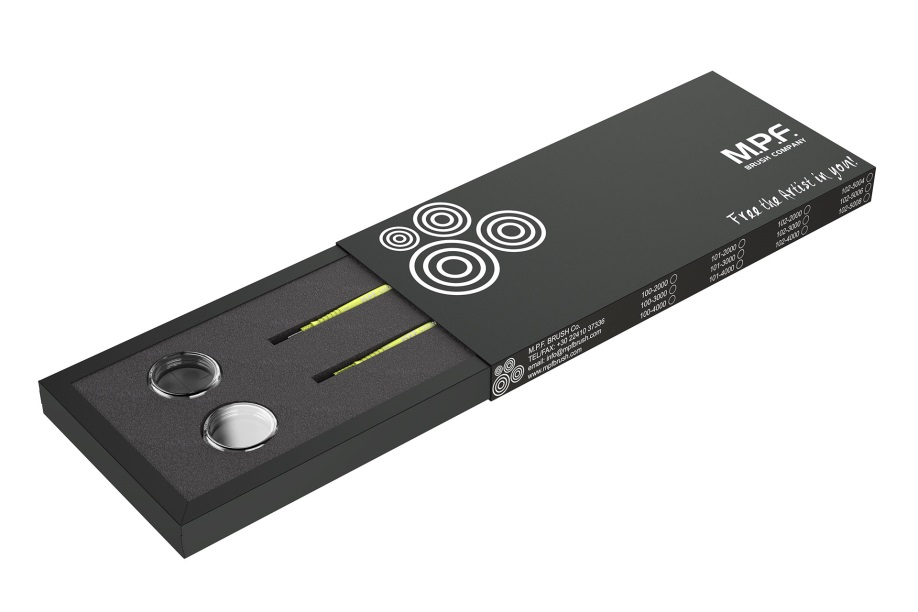 M.P.F.
BRUSH COMPANY
Free the Artist in you!
M.P.F. BRUSH Co.
TEL/FAX: +30 22410 37336
email: info@mpfbrush.com
www.mpfbrush.com
100-2000
100-3000
100-4000
101-2000
101-3000
101-4000
102-2000
102-3000
102-4000
102-5004
102-5006
102-5008